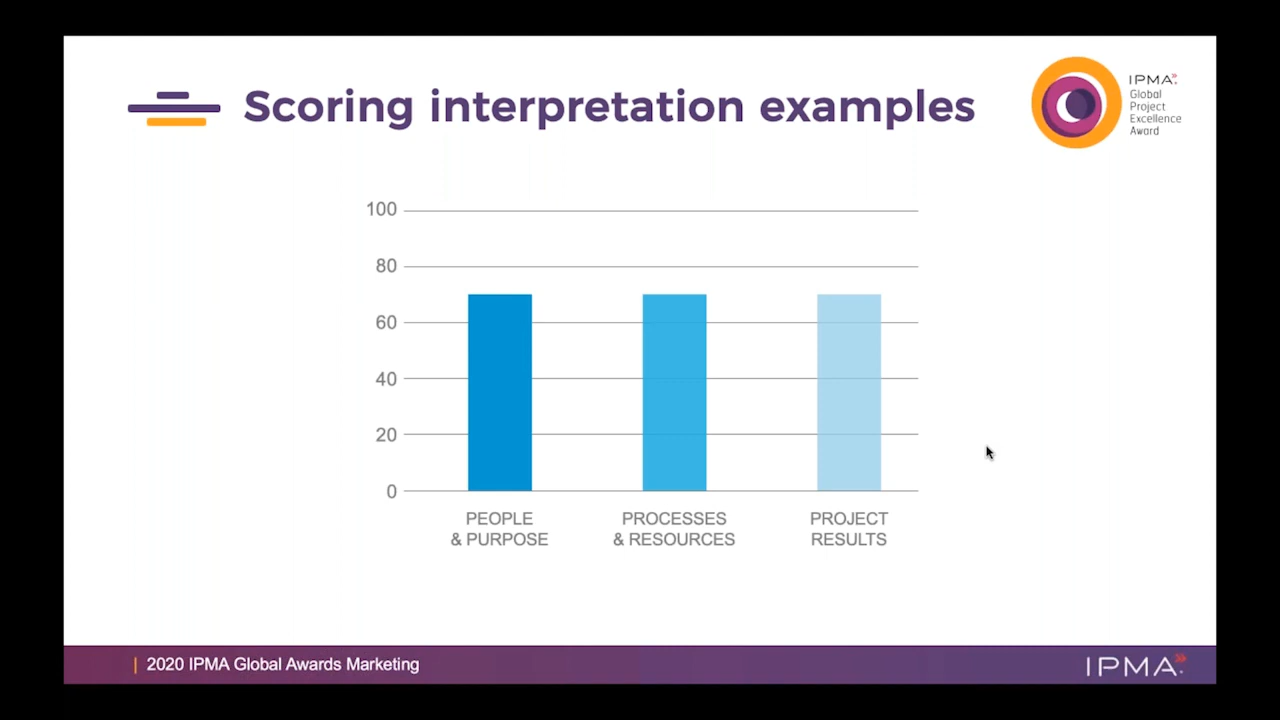 Scoring interpretation examples
IPMA
Global
Project
Excellence
Award
100
80
60
40
20
0
PEOPLE
& PURPOSE
PROCESSES
& RESOURCES
PROJECT
RESULTS
| 2020 IPMA Global Awards Marketing
IPMA